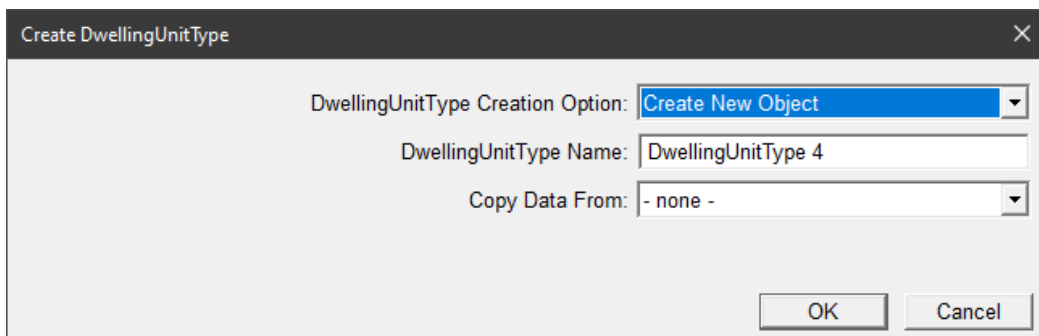 Create DwellingUnitType
DwellingUnitType Creation Option: Create New Object
DwellingUnitType Name: DwellingUnitType 4
Copy Data From: - none -
OK Cancel